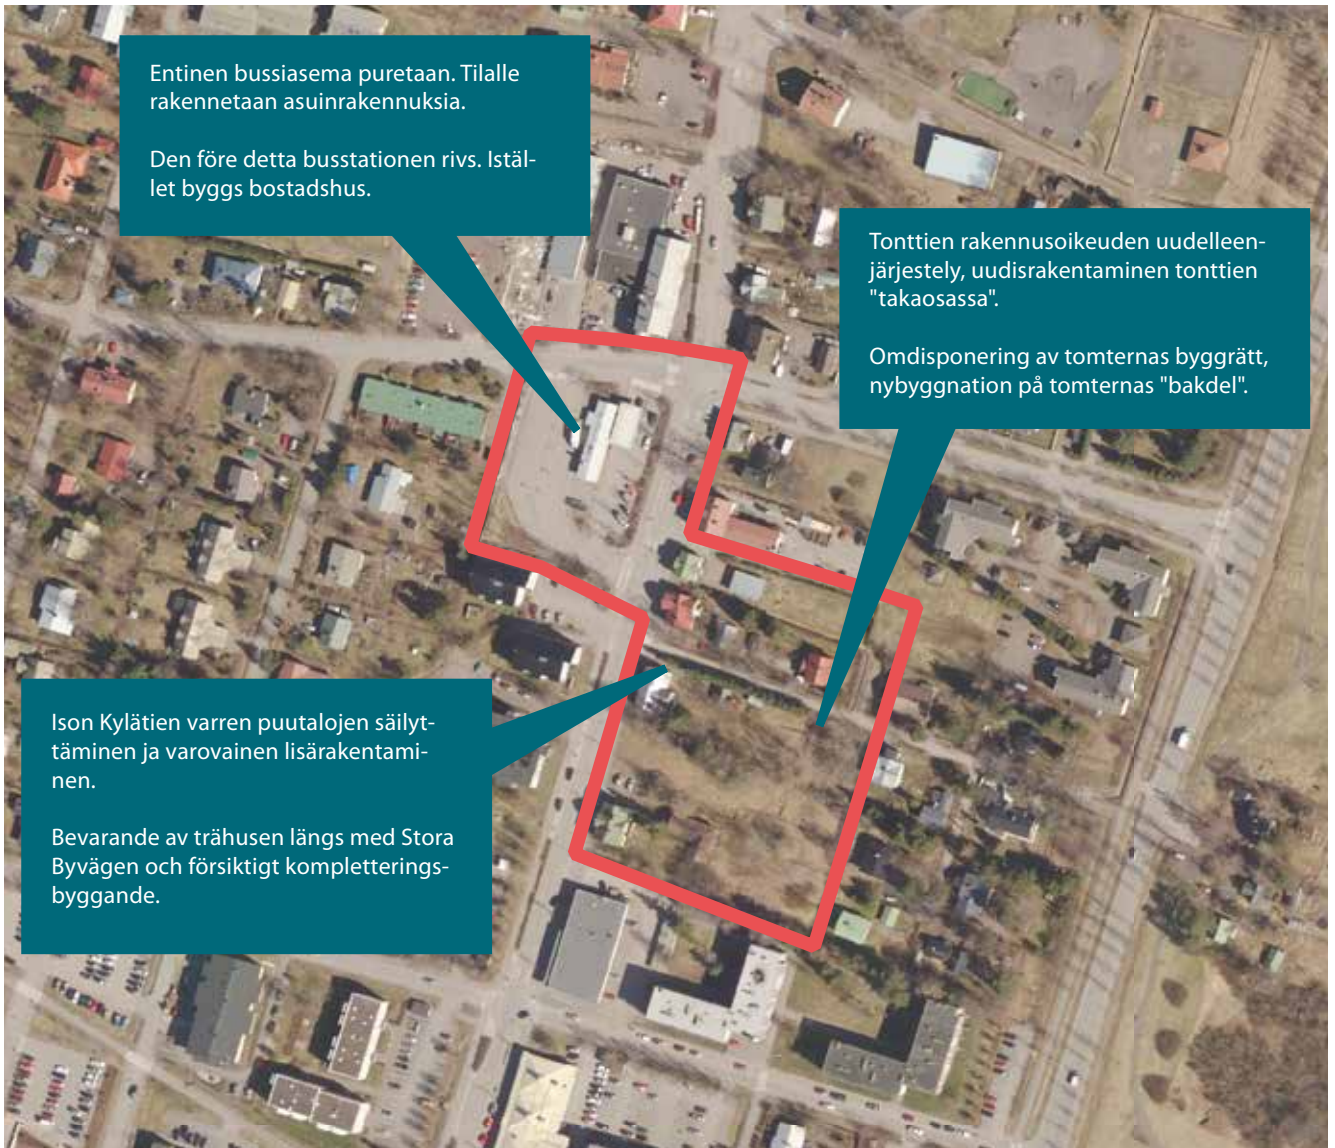 Entinen bussiasema puretaan. Tilalle
rakennetaan asuinrakennuksia.
Den före detta busstationen rivs. Istäl-
let byggs bostadshus.
Tonttien rakennusoikeuden uudelleen-
järjestely, uudisrakentaminen tonttien
"takaosassa".
Omdisponering av tomternas byggrätt,
nybyggnation på tomternas "bakdel".
Ison Kylätien varren puutalojen säilyt-
täminen ja varovainen lisärakentami-
nen.
Bevarande av trähusen längs med Stora
Byvägen och försiktigt kompletterings-
byggande.